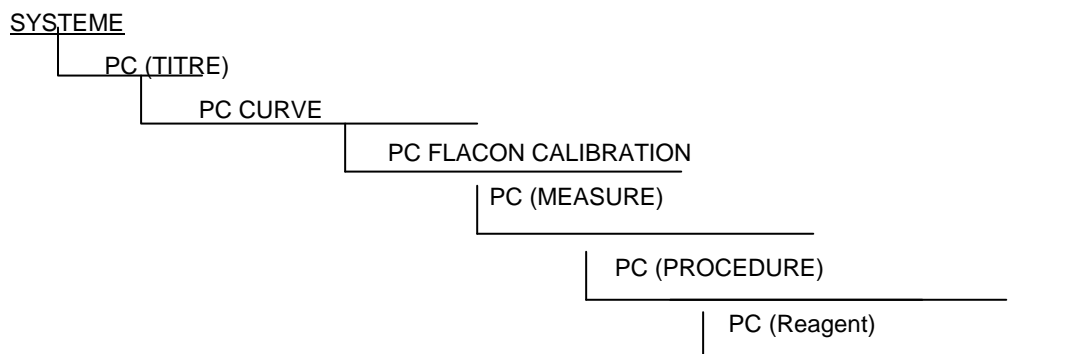 SYSTEME
PC (TITRE)
PC CURVE
PC FLACON CALIBRATION
PC (MEASURE)
PC (PROCEDURE)
PC (Reagent)